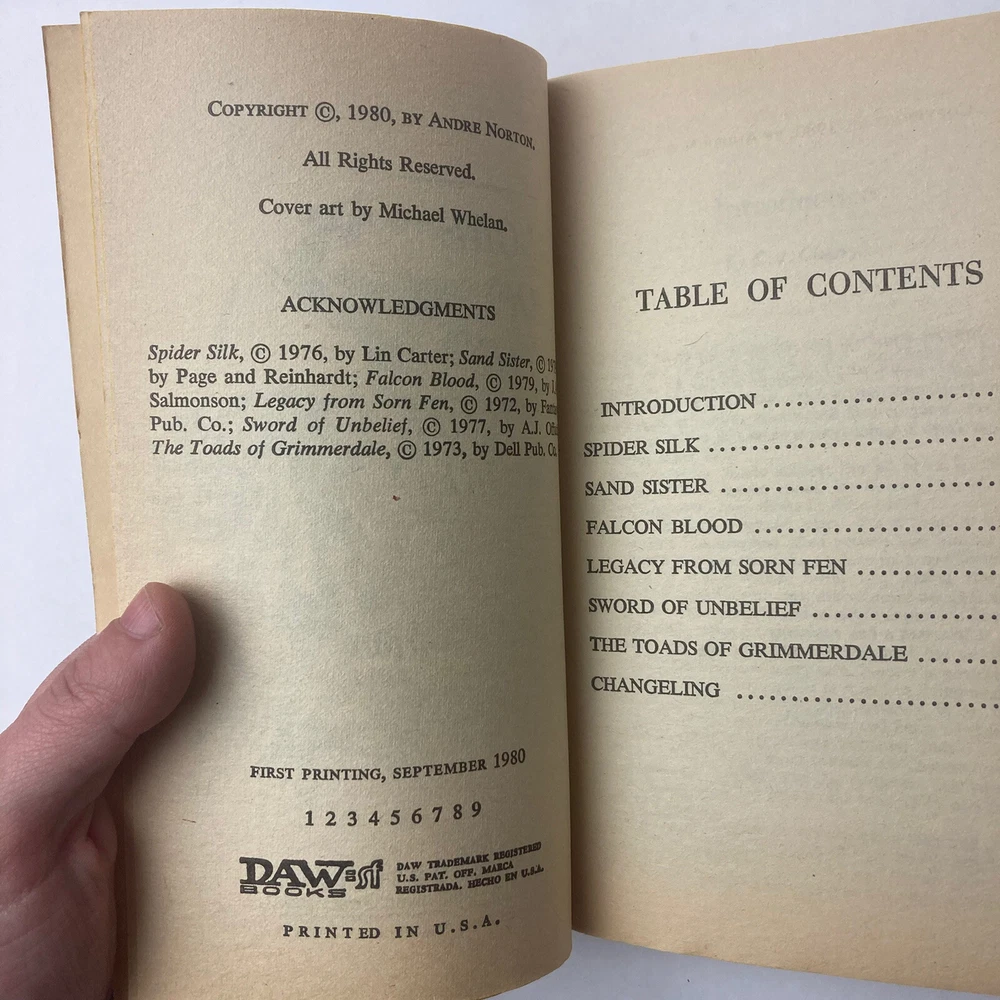 COPYRIGHT ©, 1980, BY ANDRE NORTON.
All Rights Reserved.
Cover art by Michael Whelan.
ACKNOWLEDGMENTS
Spider Silk, © 1976, by Lin Carter; Sand Sister, ©
by Page and Reinhardt; Falcon Blood, © 1979, by
Salmonson; Legacy from Sorn Fen, © 1972, by
Pub. Co.; Sword of Unbelief, © 1977, by A.J.
The Toads of Grimmerdale, © 1973, by Dell Pub. Co.
FIRST PRINTING, SEPTEMBER 1980
1 2 3 4 5 6 7 8 9
DAW sf BOOKS
DAW TRADEMARK REGISTERED
U.S. PAT. OFF. MARCA
REGISTRADA. HECHO EN U.S.A.
PRINTED IN U.S.A.
TABLE OF CONTENTS
INTRODUCTION
SPIDER SILK
SAND SISTER
FALCON BLOOD
LEGACY FROM SORN FEN
SWORD OF UNBELIEF
THE TOADS OF GRIMMERDALE
CHANGELING